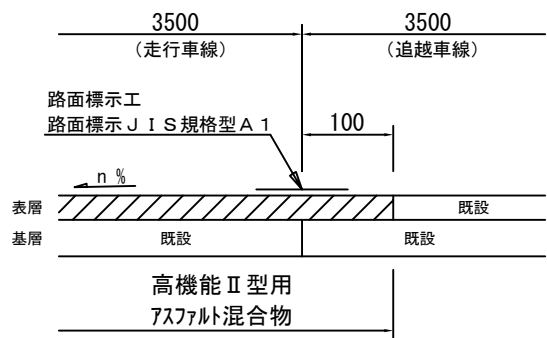 3500
3500
(走行車線)
(追越車線)
路面標示工
路面標示ＪＩＳ規格型Ａ１
100
n %
表層
既設
基層
既設
既設
高機能Ⅱ型用
ｱｽﾌｧﾙﾄ混合物